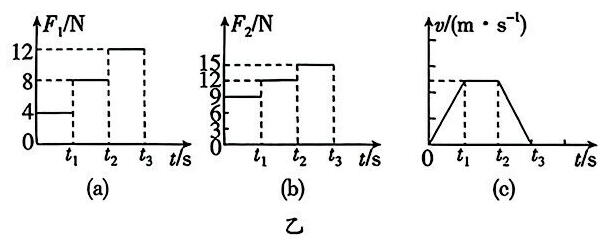 F₁/N
12
8
4
0
t₁ t₂ t₃ t/s
(a)
F₂/N
15
12
9
6
3
0
t₁ t₂ t₃ t/s
(b)
v/(m·s⁻¹)
0 t₁ t₂ t₃ t/s
(c)
乙